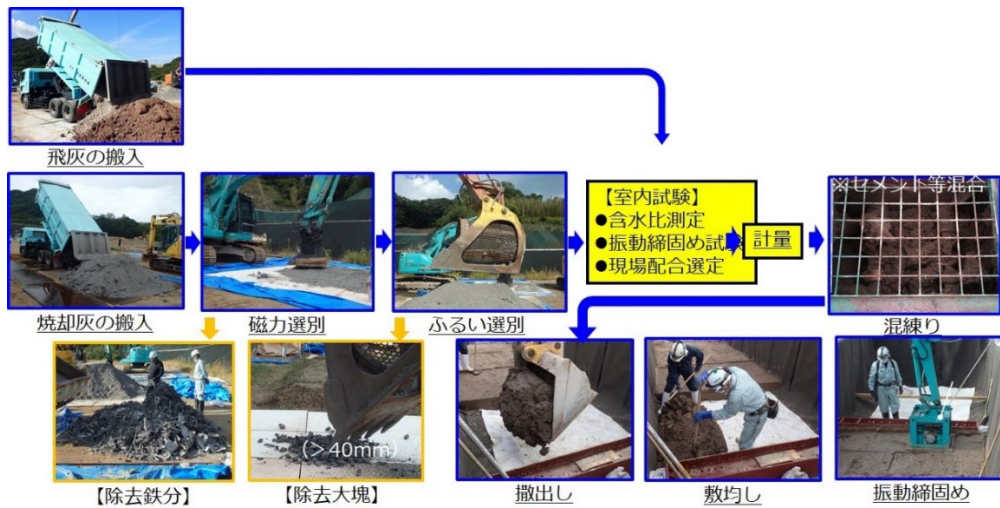 飛灰の搬入
焼却灰の搬入
磁力選別
ふるい選別
【室内試験】
●含水比測定
●振動締固め試
●現場配合選定
計量
※セメント等混合
混練り
【除去鉄分】
（＞40mm）
【除去大塊】
撒出し
敷均し
振動締固め